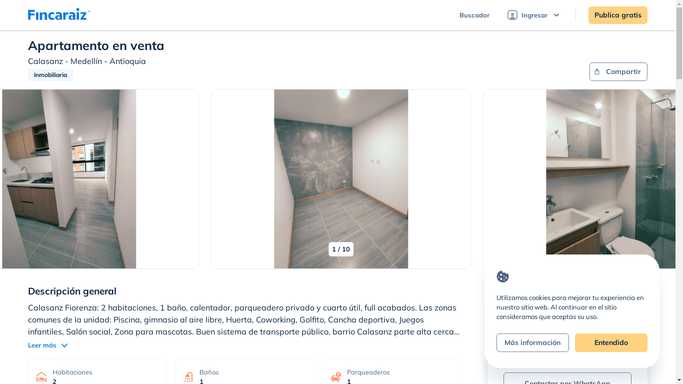 Fincaraiz
Buscador
Ingresar
Publica gratis
Apartamento en venta
Calasanz - Medellín - Antioquia
Inmobiliaria
Compartir
1 / 10
Descripción general
Calasanz Fiorenza: 2 habitaciones, 1 baño, calentador, parqueadero privado y cuarto útil, full acabados. Las zonas
comunes de la unidad: Piscina, gimnasio al aire libre, Huerta, Coworking, Golfito, Cancha deportiva, Juegos
infantiles, Salón social, Zona para mascotas. Buen sistema de transporte público, barrio Calasanz parte alta cerca...
Leer más
Habitaciones
2
Baños
1
Parqueaderos
1
Utilizamos cookies para mejorar tu experiencia en
nuestro sitio web. Al continuar en el sitio
consideramos que aceptas su uso.
Más información
Entendido
Contactar por WhatsApp